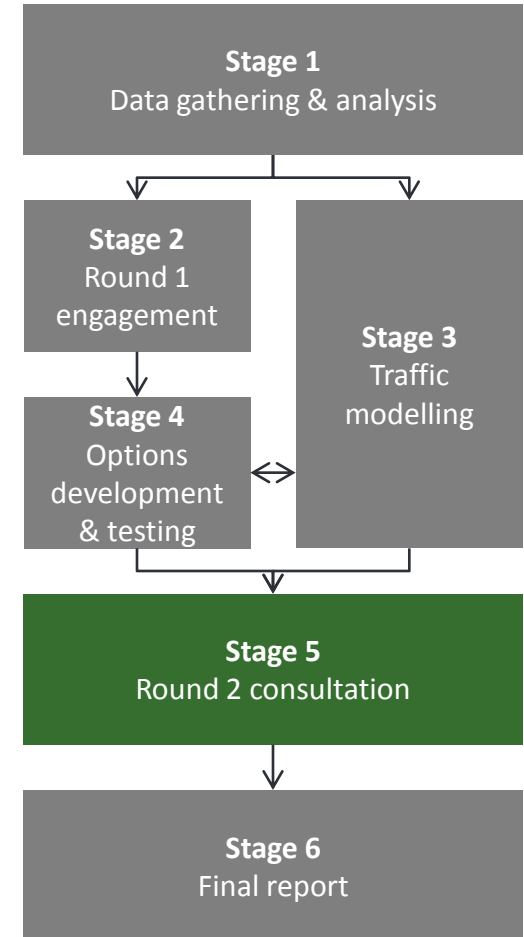 Stage 1
Data gathering & analysis
Stage 2
Round 1
engagement
Stage 3
Traffic
modelling
Stage 4
Options
development
& testing
Stage 5
Round 2 consultation
Stage 6
Final report